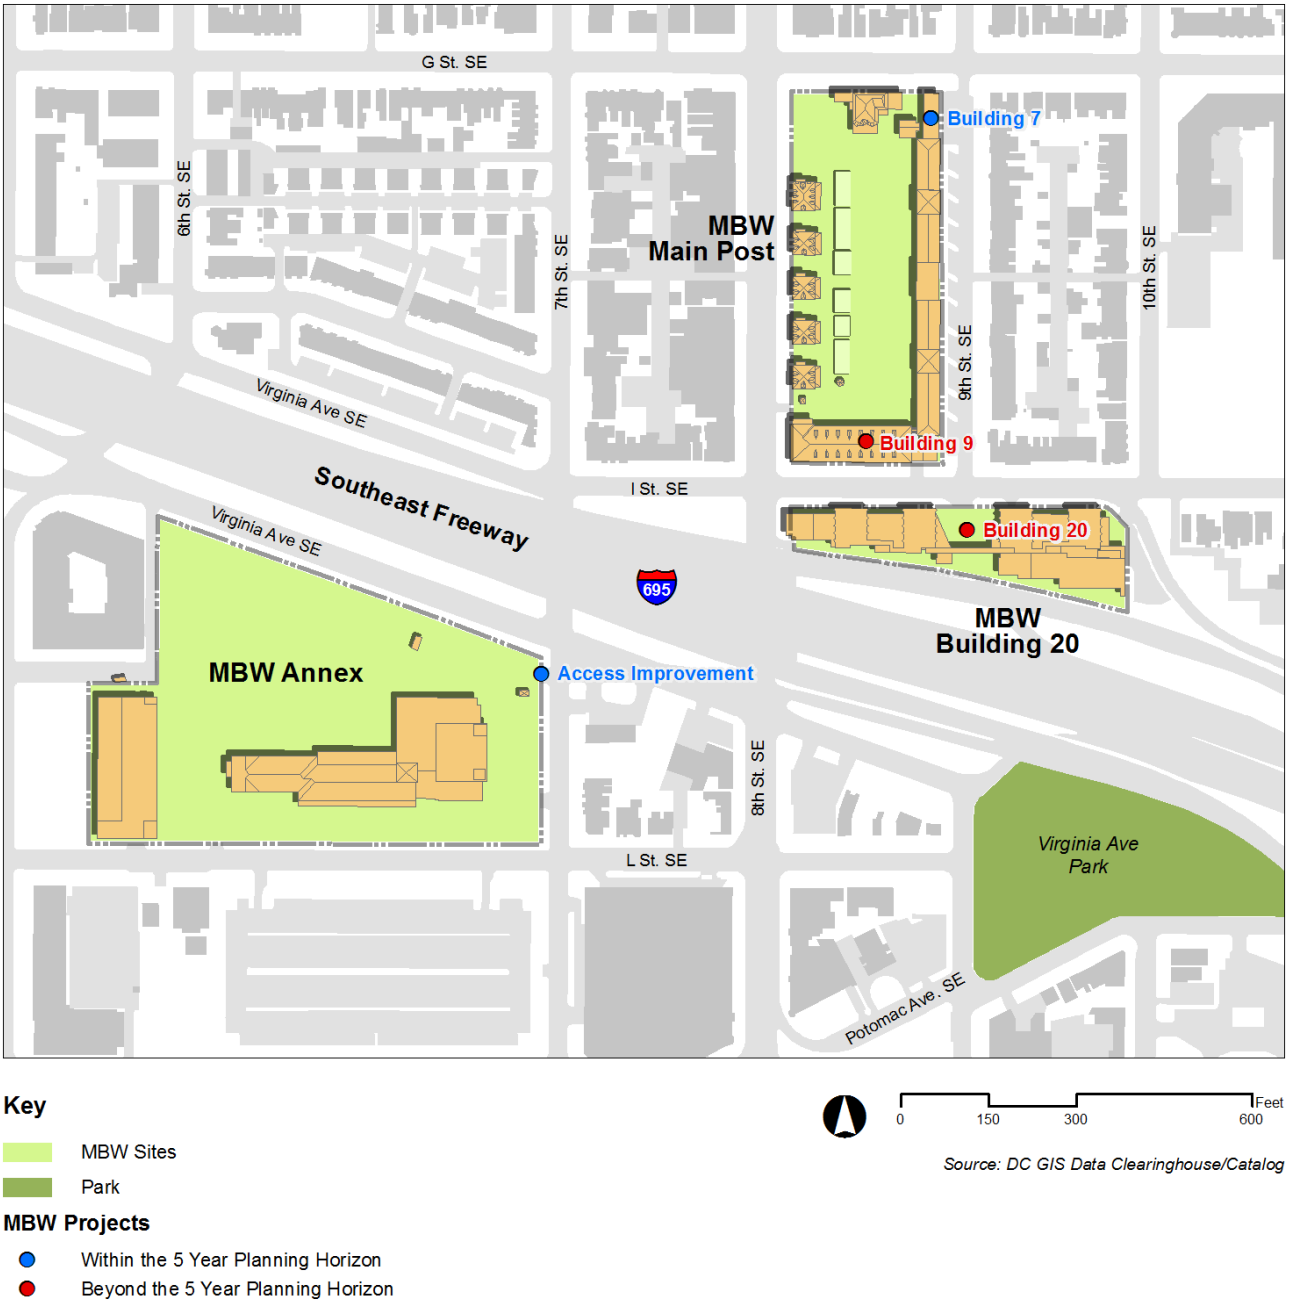 G St. SE
Building 7
6th St. SE
MBW
Main Post
7th St. SE
10th St. SE
9th St. SE
Virginia Ave SE
Building 9
Southeast Freeway
I St. SE
Virginia Ave SE
Building 20
695
MBW
Building 20
MBW Annex
Access Improvement
8th St. SE
Virginia Ave
Park
L St. SE
Potomac Ave. SE
Key
MBW Sites
Park
MBW Projects
Within the 5 Year Planning Horizon
Beyond the 5 Year Planning Horizon
Feet
0 150 300 600
Source: DC GIS Data Clearinghouse/Catalog